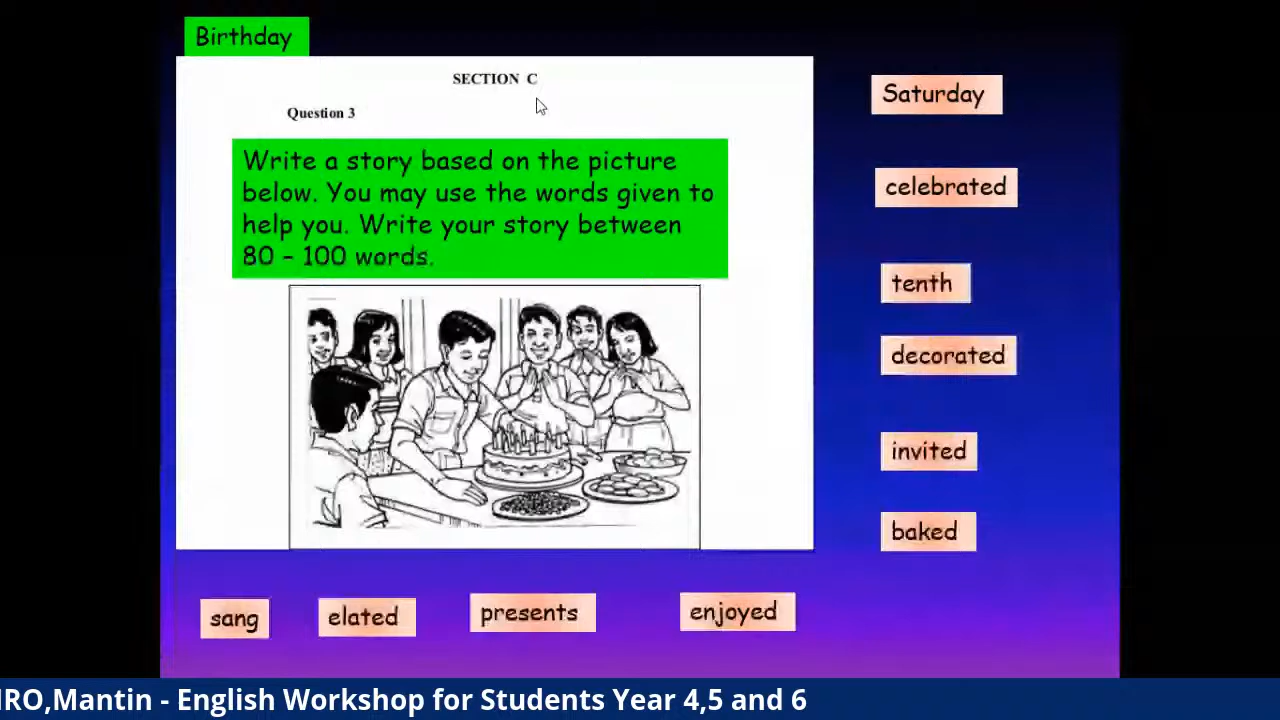 Birthday
SECTION C
Question 3
Write a story based on the picture
below. You may use the words given to
help you. Write your story between
80 – 100 words.
Saturday
celebrated
tenth
decorated
invited
baked
sang
elated
presents
enjoyed
Mantin - English Workshop for Students Year 4,5 and 6